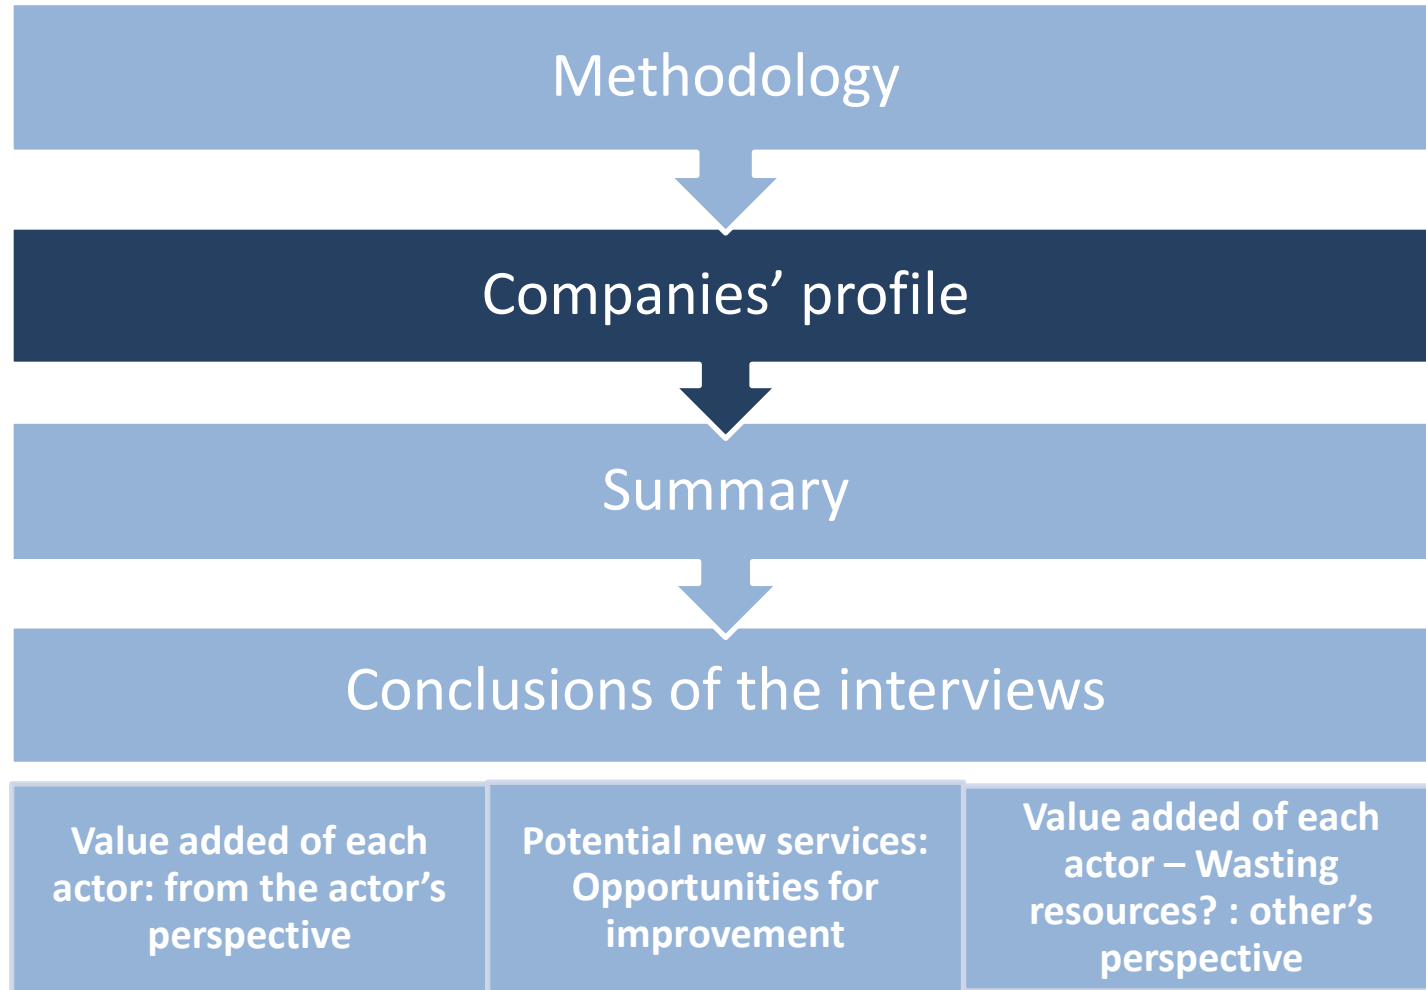 Methodology
Companies’ profile
Summary
Conclusions of the interviews
Value added of each
actor: from the actor’s
perspective
Potential new services:
Opportunities for
improvement
Value added of each
actor – Wasting
resources? : other’s
perspective